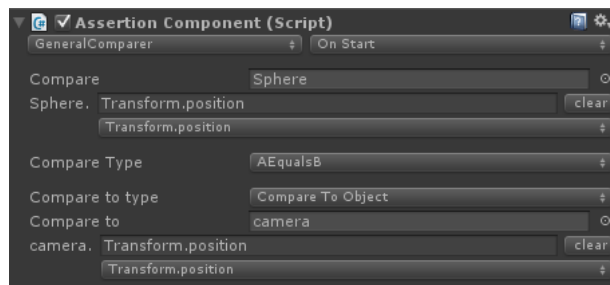 Assertion Component (Script)
GeneralComparer On Start
Compare Sphere
Sphere. Transform.position clear
Transform.position
Compare Type AEqualsB
Compare to type Compare To Object
Compare to camera
camera. Transform.position clear
Transform.position